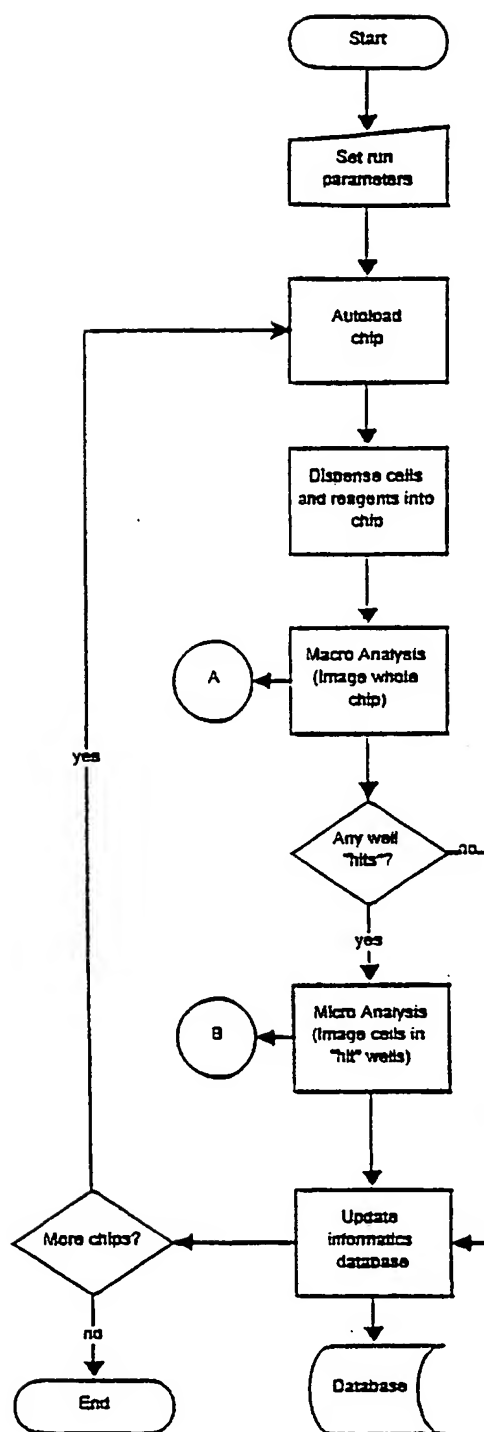 Start
Set run
parameters
Autoload
chip
Dispense cells
and reagents into
chip
Macro Analysis
(Image whole
chip)
A
yes
Any well
"hits"?
no
yes
Micro Analysis
(Image cells in
"hit" wells)
B
More chips?
Update
informatics
database
no
End
Database